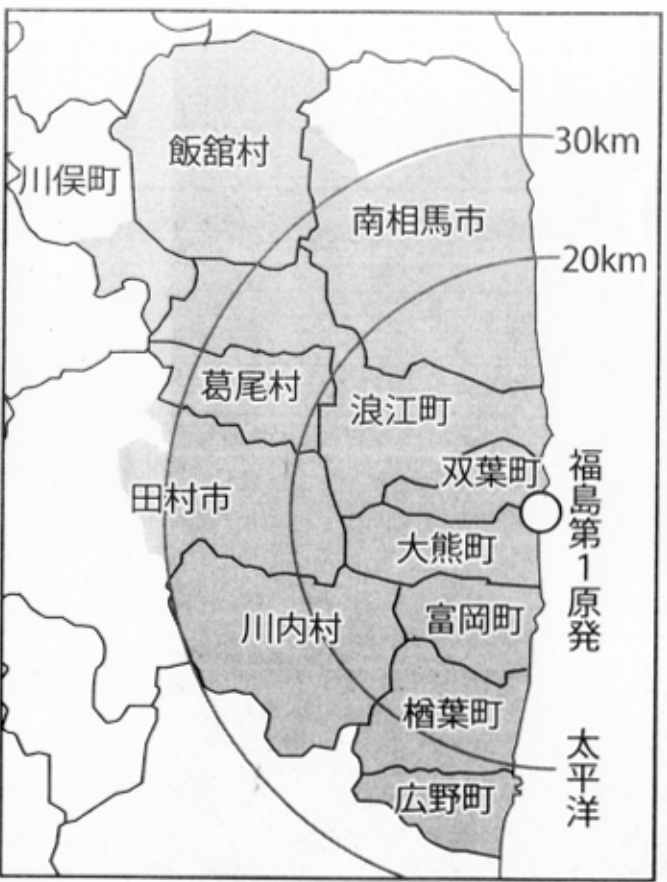 30km
飯舘村
川俣町
南相馬市
20km
葛尾村
浪江町
双葉町
田村市
福島第1原発
大熊町
富岡町
川内村
楢葉町
太平洋
広野町